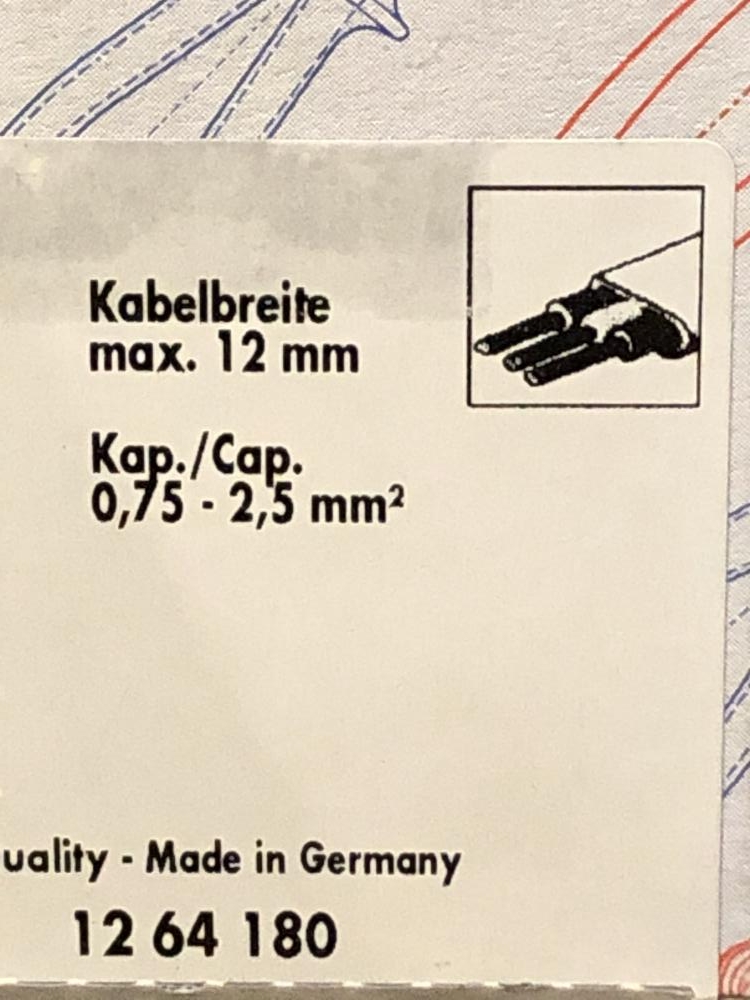 Kabelbreite
max. 12 mm
Kap./Cap.
0,75 - 2,5 mm²
uality - Made in Germany
12 64 180